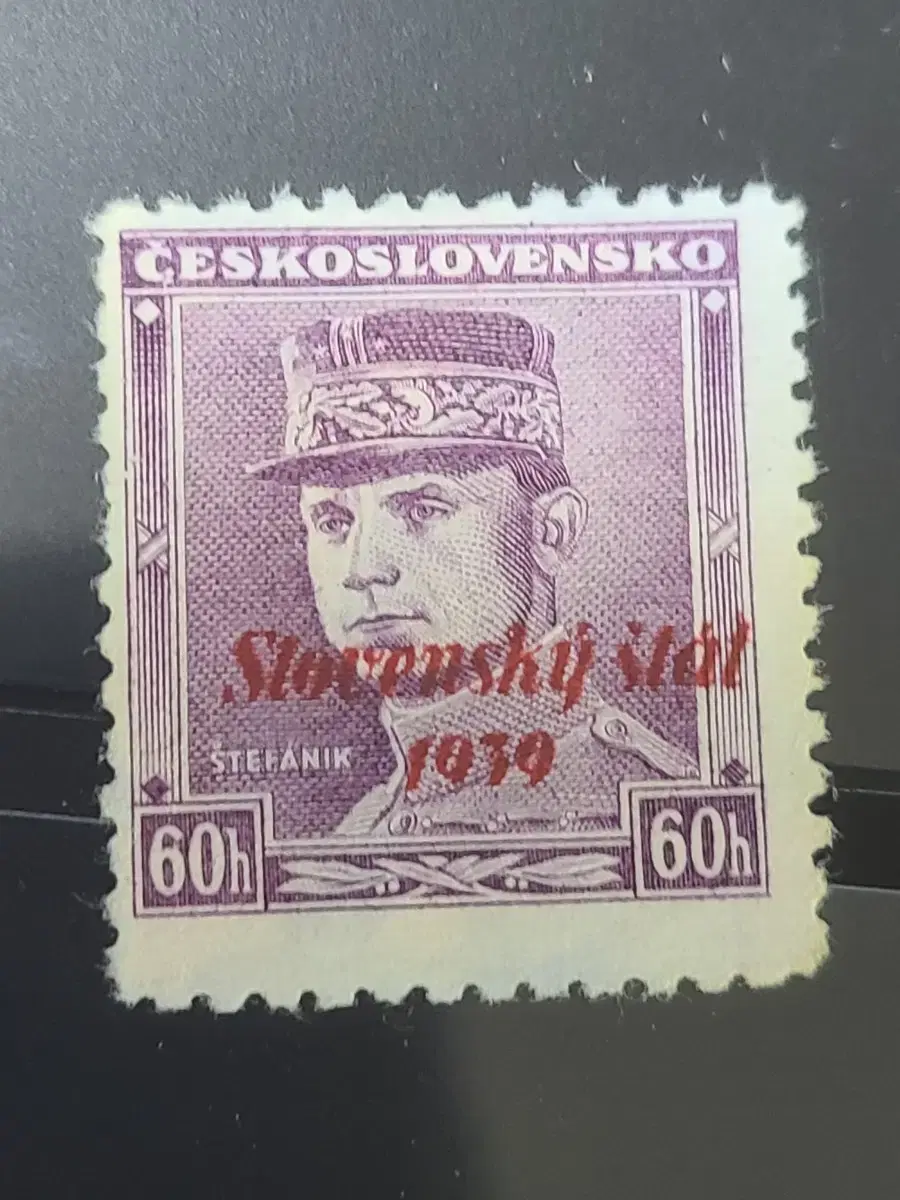 ČESKOSLOVENSKO
Slovenský štát
1939
ŠTEFÁNIK
60h 60h